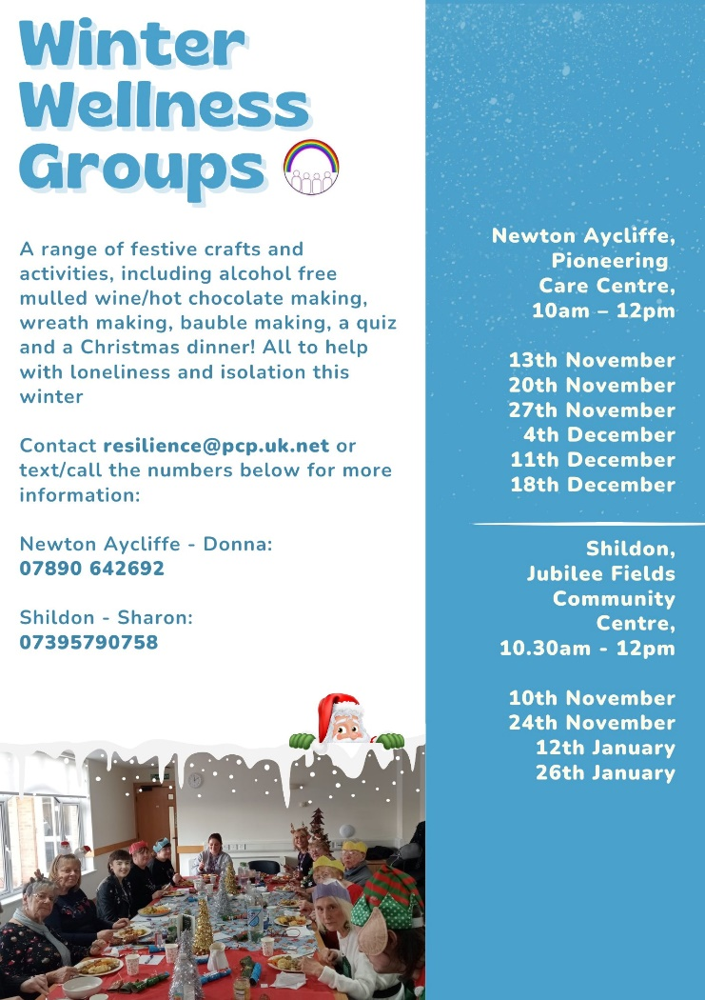 Winter
Wellness
Groups
A range of festive crafts and
activities, including alcohol free
mulled wine/hot chocolate making,
wreath making, bauble making, a quiz
and a Christmas dinner! All to help
with loneliness and isolation this
winter
Contact resilience@pcp.uk.net or
text/call the numbers below for more
information:
Newton Aycliffe - Donna:
07890 642692
Shildon - Sharon:
07395790758
Newton Aycliffe,
Pioneering
Care Centre,
10am – 12pm
13th November
20th November
27th November
4th December
11th December
18th December
Shildon,
Jubilee Fields
Community
Centre,
10.30am - 12pm
10th November
24th November
12th January
26th January